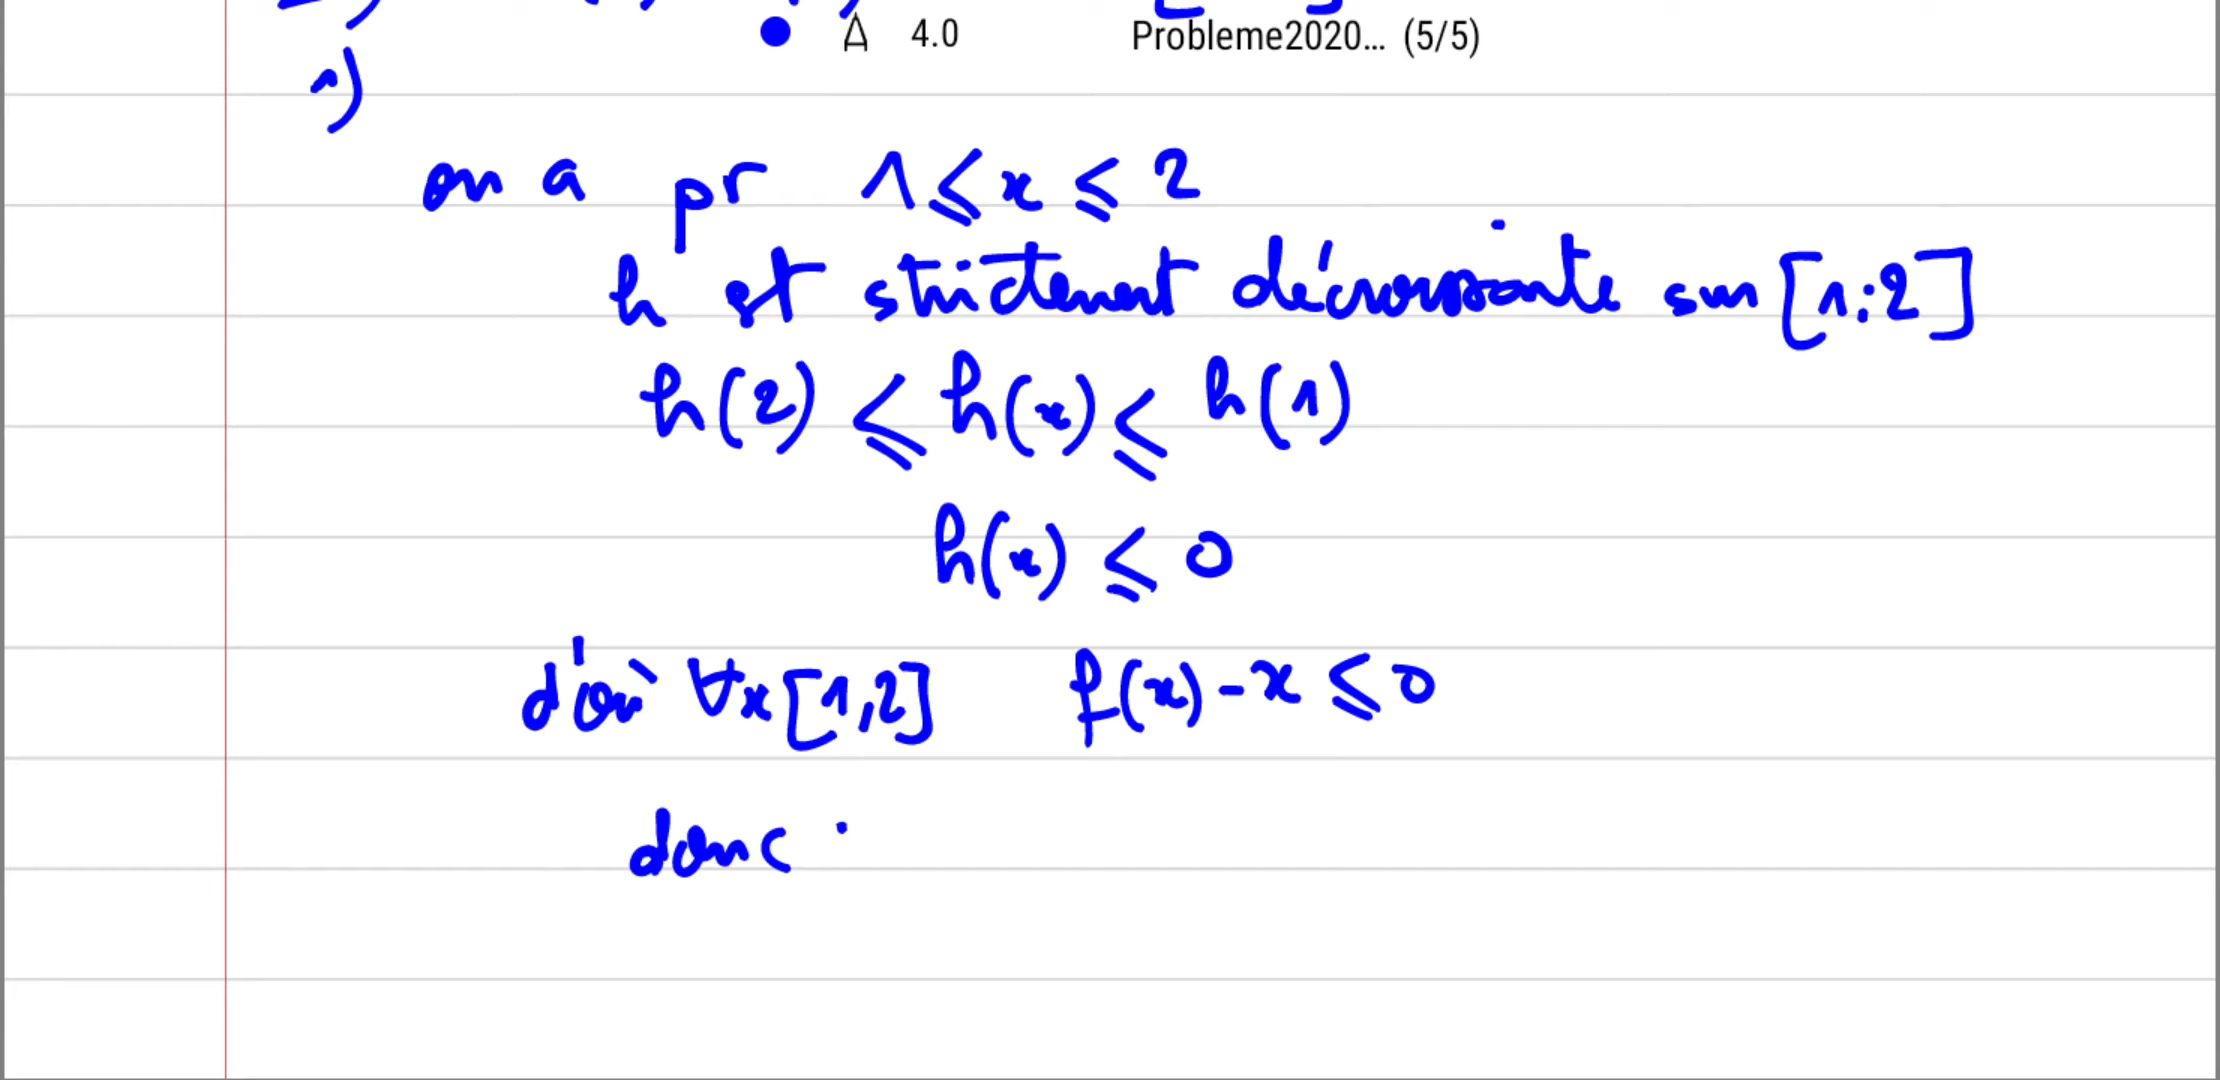 4.0 Probleme2020... (5/5)
1)
on a pr 1 ≤ x ≤ 2
h est strictement décroissante sur [1;2]
h(2) ≤ h(x) ≤ h(1)
h(x) ≤ 0
d'où ∀x[1,2] f(x)-x ≤ 0
donc